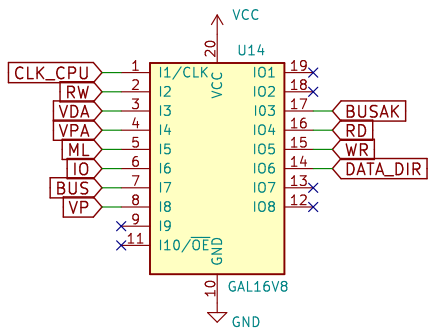 VCC
20
U14
CLK_CPU 1 I1/CLK VCC IO1 19
RW 2 I2 IO2 18
VDA 3 I3 I03 17 BUSAK
VPA 4 I4 IO4 16 RD
ML 5 I5 IO5 15 WR
IO 6 I6 IO6 14 DATA_DIR
BUS 7 I7 IO7 13
VP 8 I8 IO8 12
9 I9
11 I10/OE GND
10 GAL16V8
GND